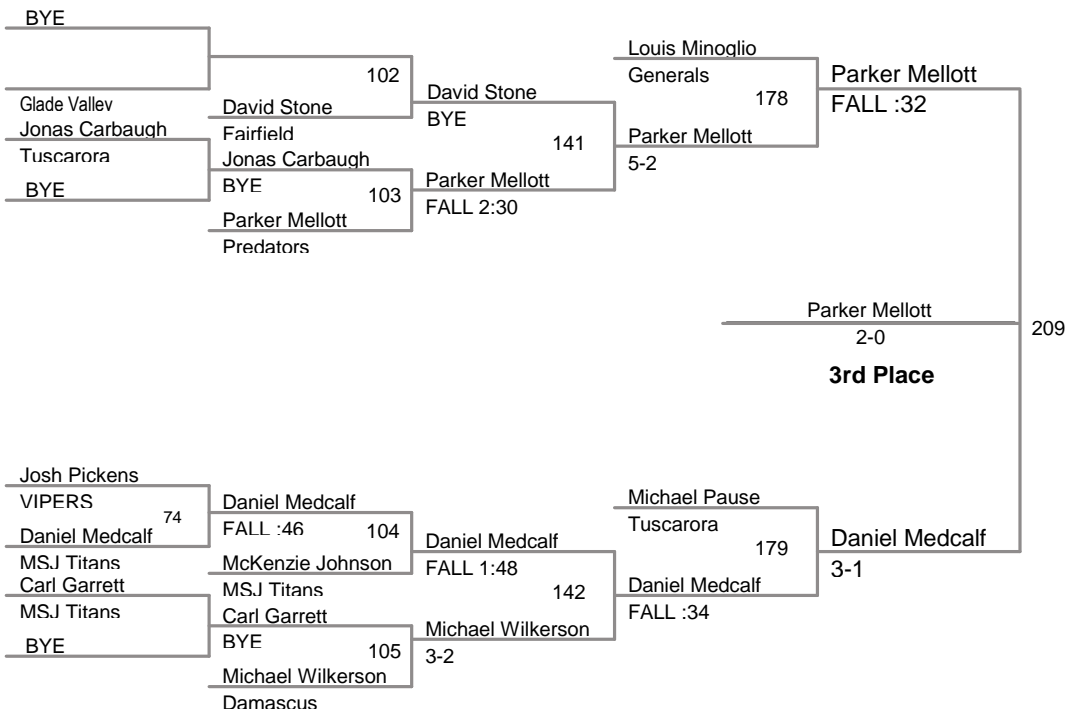 BYE
102
Glade Valley
David Stone
Fairfield
Jonas Carbaugh
Tuscarora
BYE
Jonas Carbaugh
BYE
103
Parker Mellott
Predators
David Stone
BYE
141
Parker Mellott
FALL 2:30
Louis Minoglio
Generals
178
Parker Mellott
5-2
Parker Mellott
FALL :32
Parker Mellott
2-0
3rd Place
209
Josh Pickens
VIPERS
74
Daniel Medcalf
MSJ Titans
Carl Garrett
MSJ Titans
BYE
Daniel Medcalf
FALL :46
104
McKenzie Johnson
MSJ Titans
Carl Garrett
BYE
105
Michael Wilkerson
Damascus
Daniel Medcalf
FALL 1:48
142
Michael Wilkerson
3-2
Michael Pause
Tuscarora
179
Daniel Medcalf
FALL :34
Daniel Medcalf
3-1